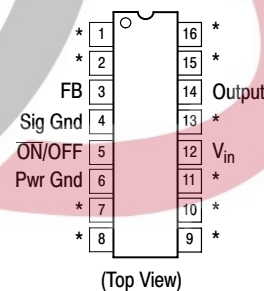 * 1 16 *
* 2 15 *
FB 3 14 Output
Sig Gnd 4 13 *
ON/OFF 5 12 Vin
Pwr Gnd 6 11 *
* 7 10 *
* 8 9 *
(Top View)